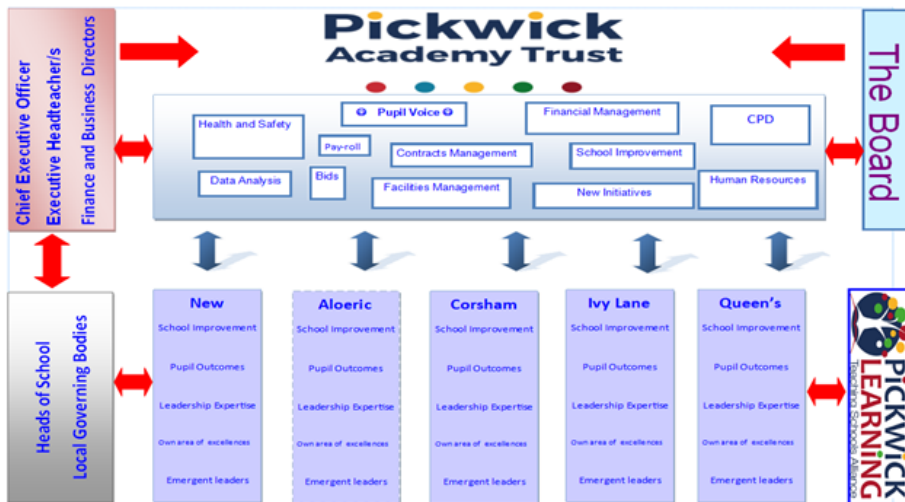 Chief Executive Officer
Executive Headteacher/s
Finance and Business Directors
Pickwick
Academy Trust
The Board
Health and Safety
Pupil Voice
Financial Management
CPD
Pay-roll
Contracts Management
School Improvement
Data Analysis
Bids
Facilities Management
New Initiatives
Human Resources
Heads of School
Local Governing Bodies
New
School Improvement
Pupil Outcomes
Leadership Expertise
Own area of excellences
Emergent leaders
Aloeric
School Improvement
Pupil Outcomes
Leadership Expertise
Own area of excellences
Emergent leaders
Corsham
School Improvement
Pupil Outcomes
Leadership Expertise
Own area of excellences
Emergent leaders
Ivy Lane
School Improvement
Pupil Outcomes
Leadership Expertise
Own area of excellences
Emergent leaders
Queen's
School Improvement
Pupil Outcomes
Leadership Expertise
Own area of excellences
Emergent leaders
PICKWICK
LEARNING
Teaching Schools Alliance